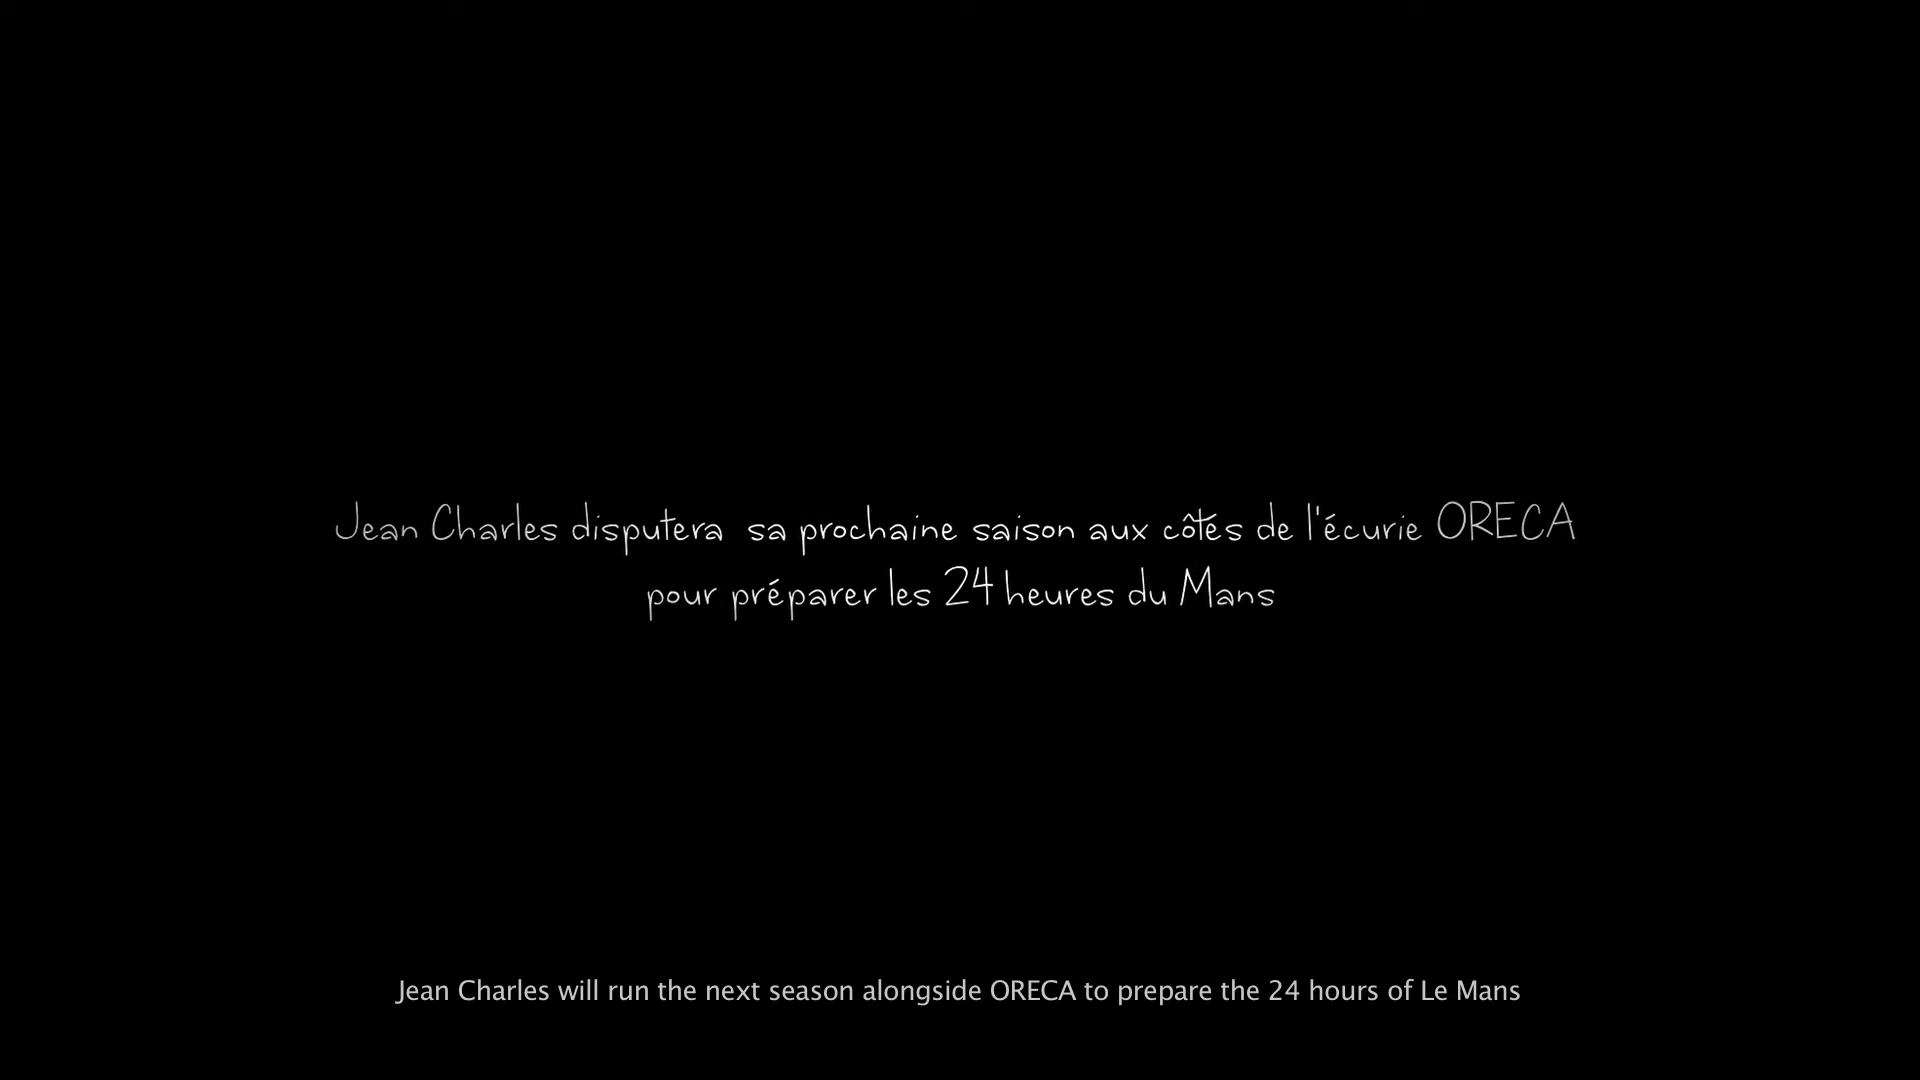 Jean Charles disputera sa prochaine saison aux côtés de l'écurie ORECA
pour préparer les 24 heures du Mans
Jean Charles will run the next season alongside ORECA to prepare the 24 hours of Le Mans